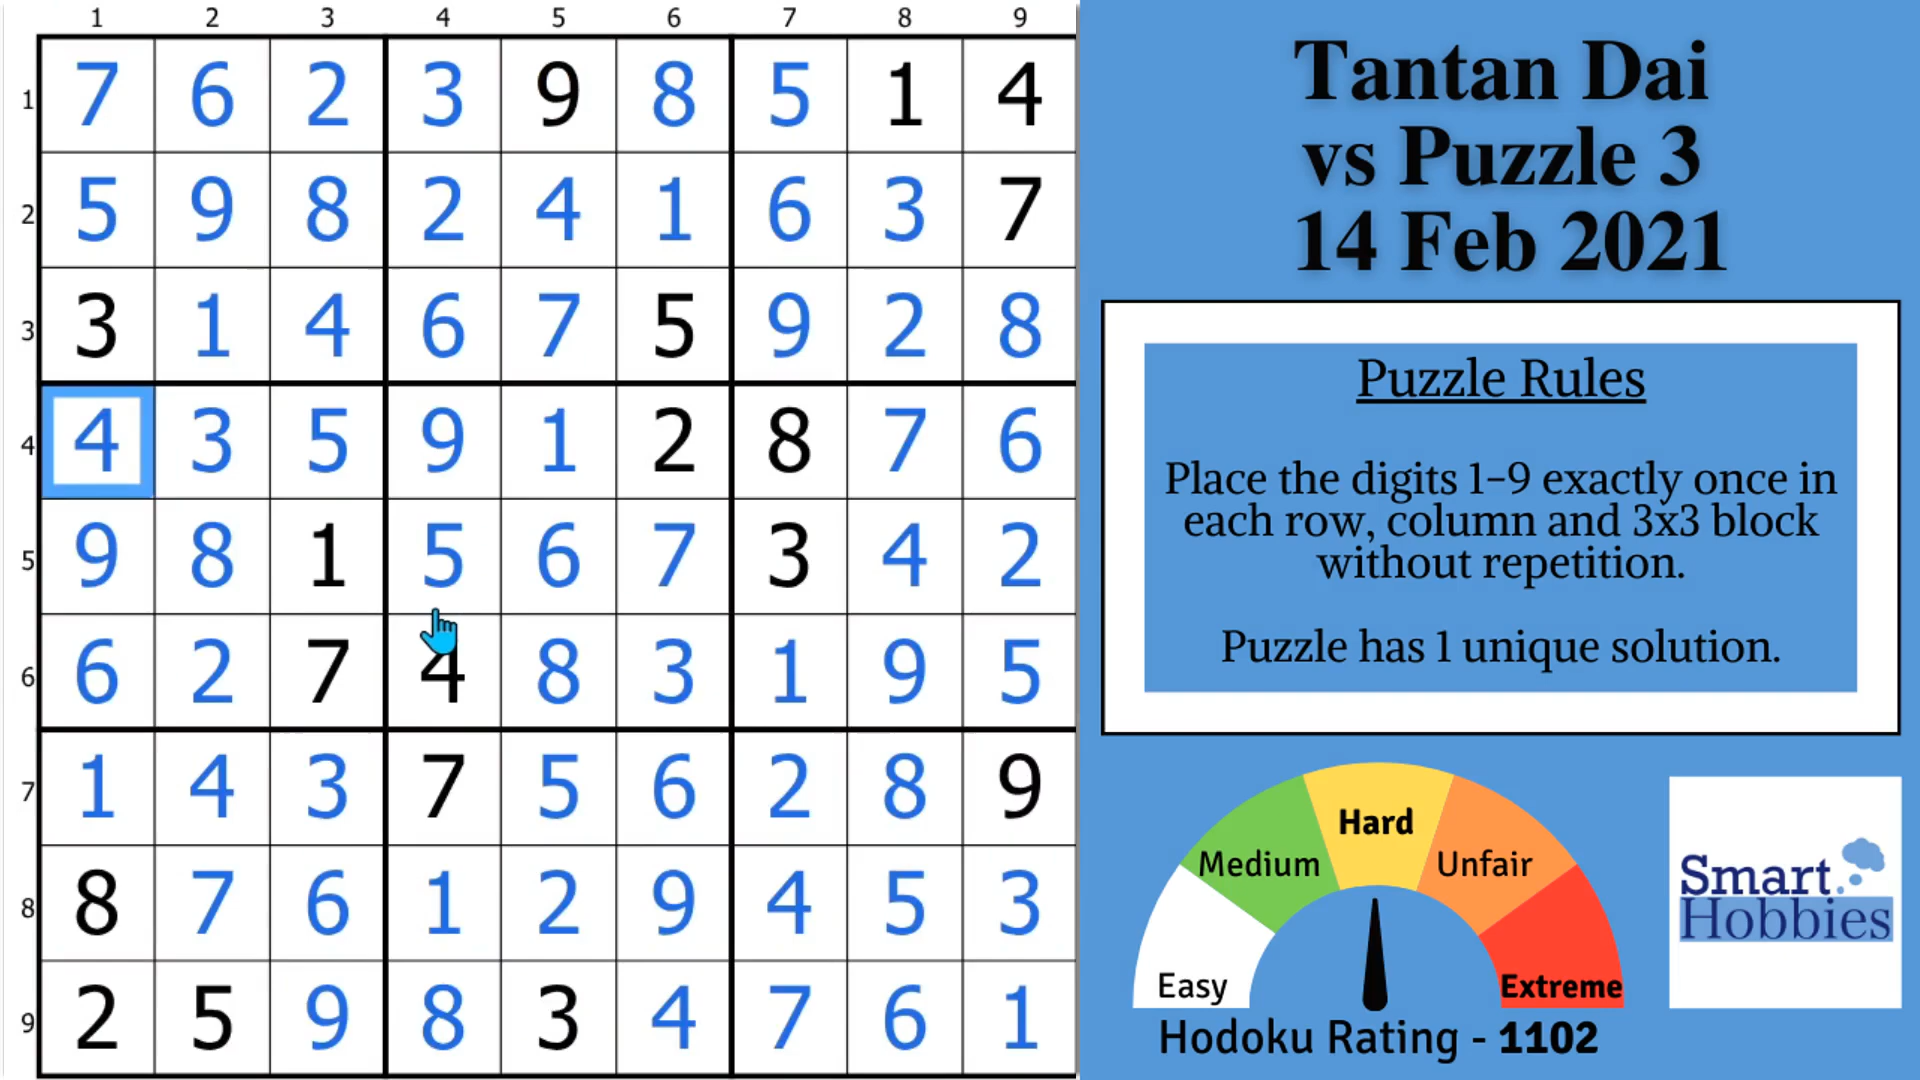 1 2 3 4 5 6 7 8 9
1 7 6 2 3 9 8 5 1 4
2 5 9 8 2 4 1 6 3 7
3 3 1 4 6 7 5 9 2 8
4 4 3 5 9 1 2 8 7 6
5 9 8 1 5 6 7 3 4 2
6 6 2 7 4 8 3 1 9 5
7 1 4 3 7 5 6 2 8 9
8 8 7 6 1 2 9 4 5 3
9 2 5 9 8 3 4 7 6 1
Tantan Dai
vs Puzzle 3
14 Feb 2021
Puzzle Rules
Place the digits 1-9 exactly once in
each row, column and 3x3 block
without repetition.
Puzzle has 1 unique solution.
Easy
Medium
Hard
Unfair
Extreme
Hodoku Rating - 1102
Smart
Hobbies